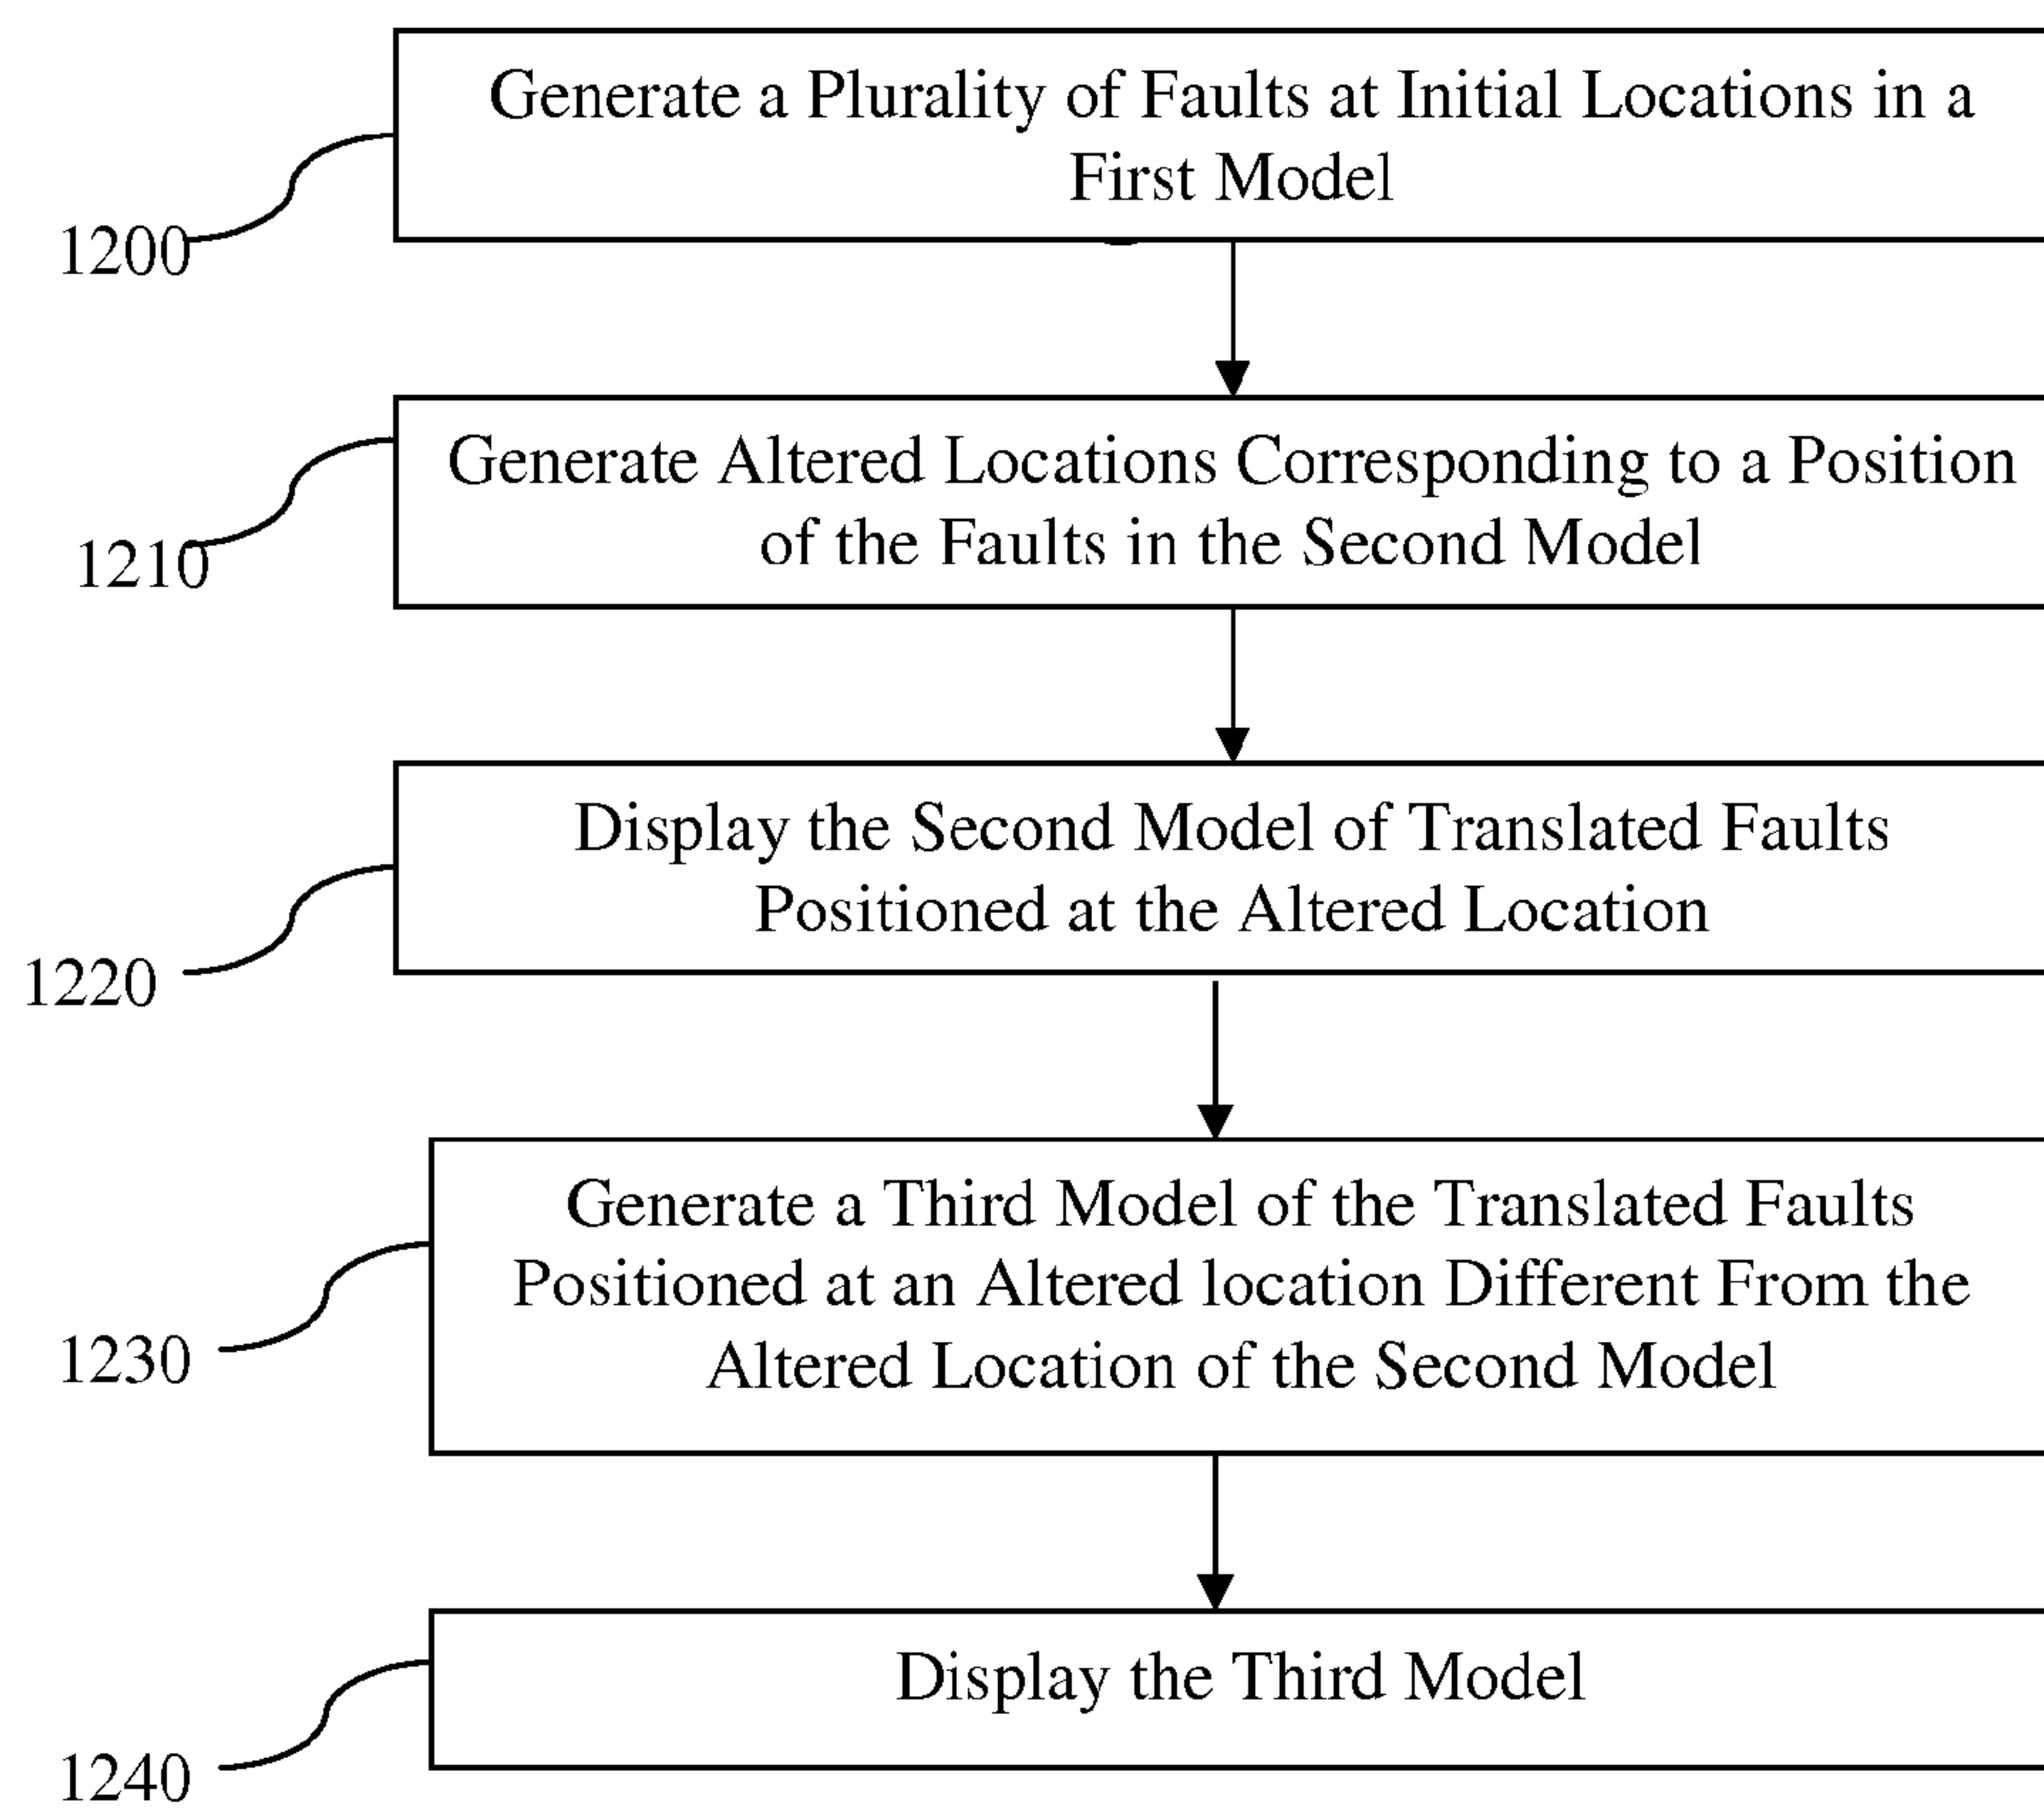 Generate a Plurality of Faults at Initial Locations in a
First Model
1200
Generate Altered Locations Corresponding to a Position
of the Faults in the Second Model
1210
Display the Second Model of Translated Faults
Positioned at the Altered Location
1220
Generate a Third Model of the Translated Faults
Positioned at an Altered location Different From the
Altered Location of the Second Model
1230
Display the Third Model
1240